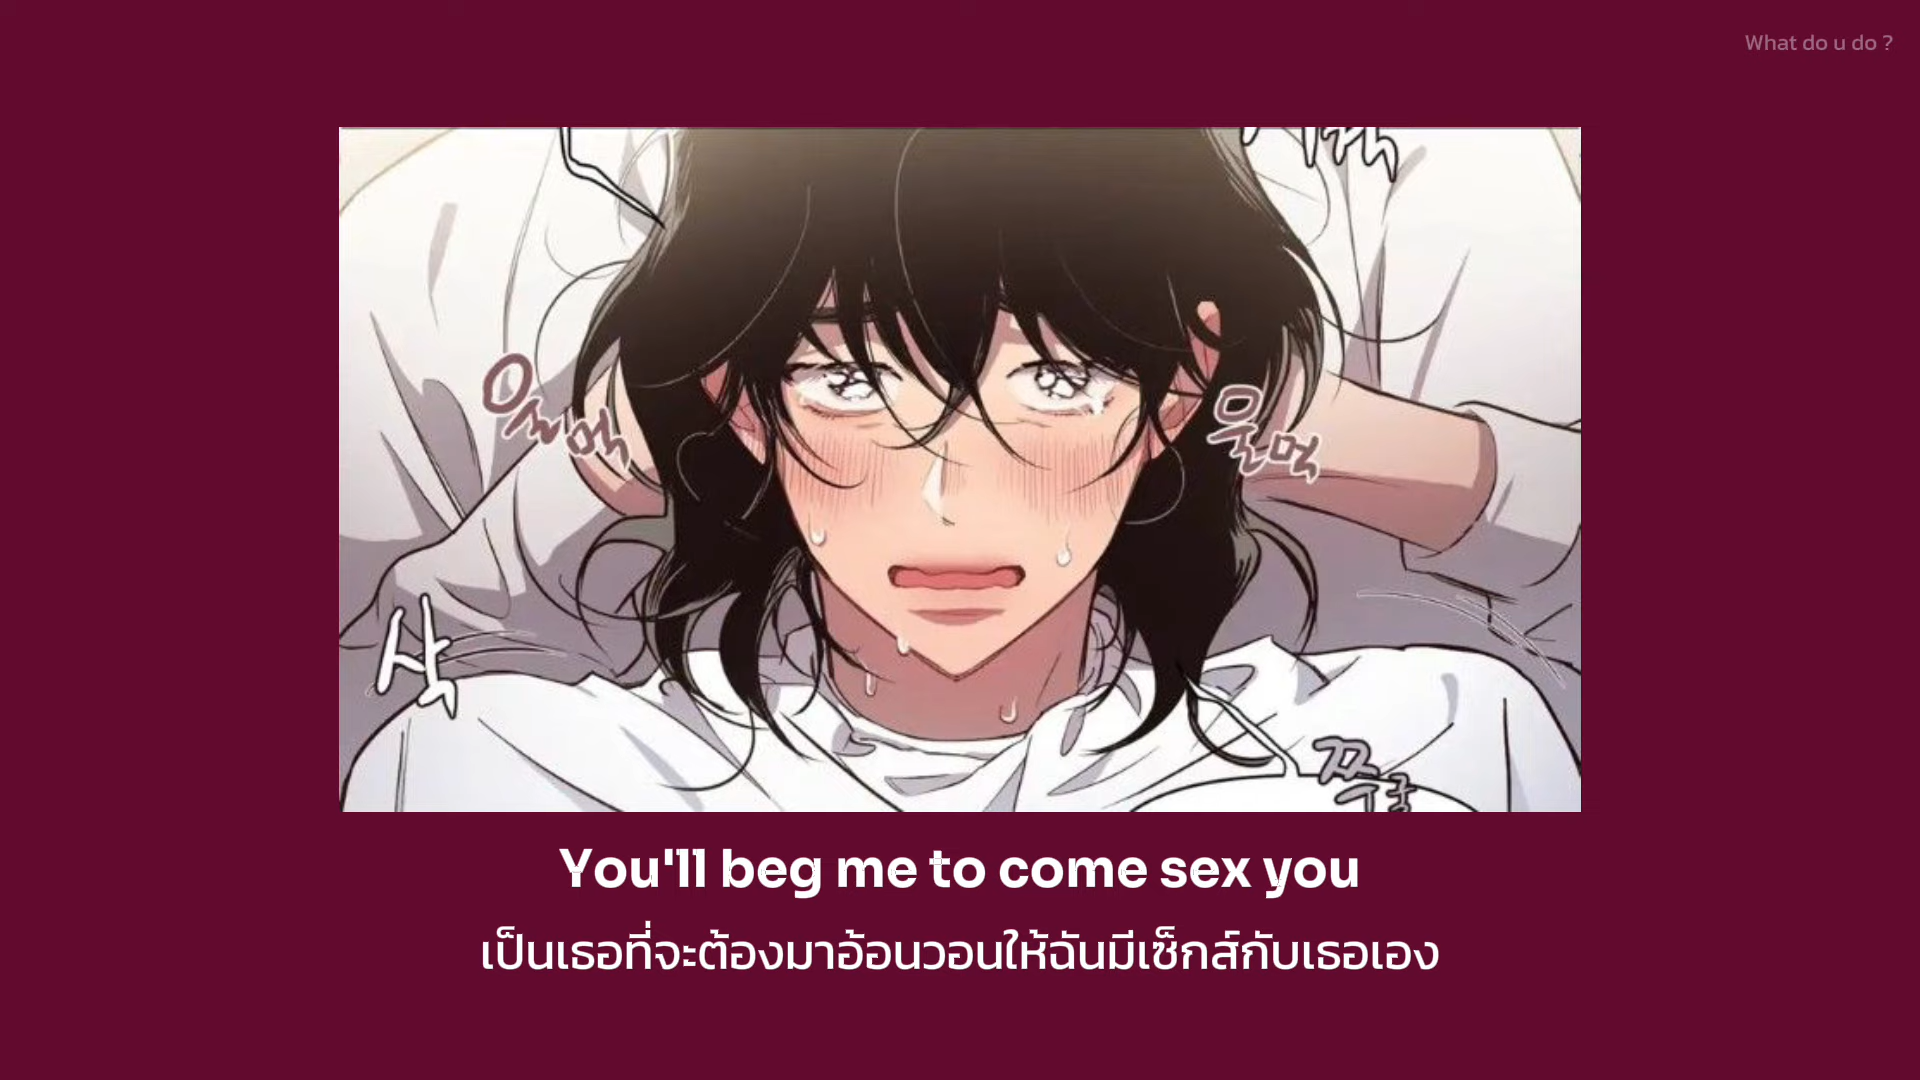 What do u do ?
울먹
울먹
삭
쭈굴
You'll beg me to come sex you
เป็นเธอที่จะต้องมาอ้อนวอนให้ฉันมีเซ็กส์กับเธอเอง